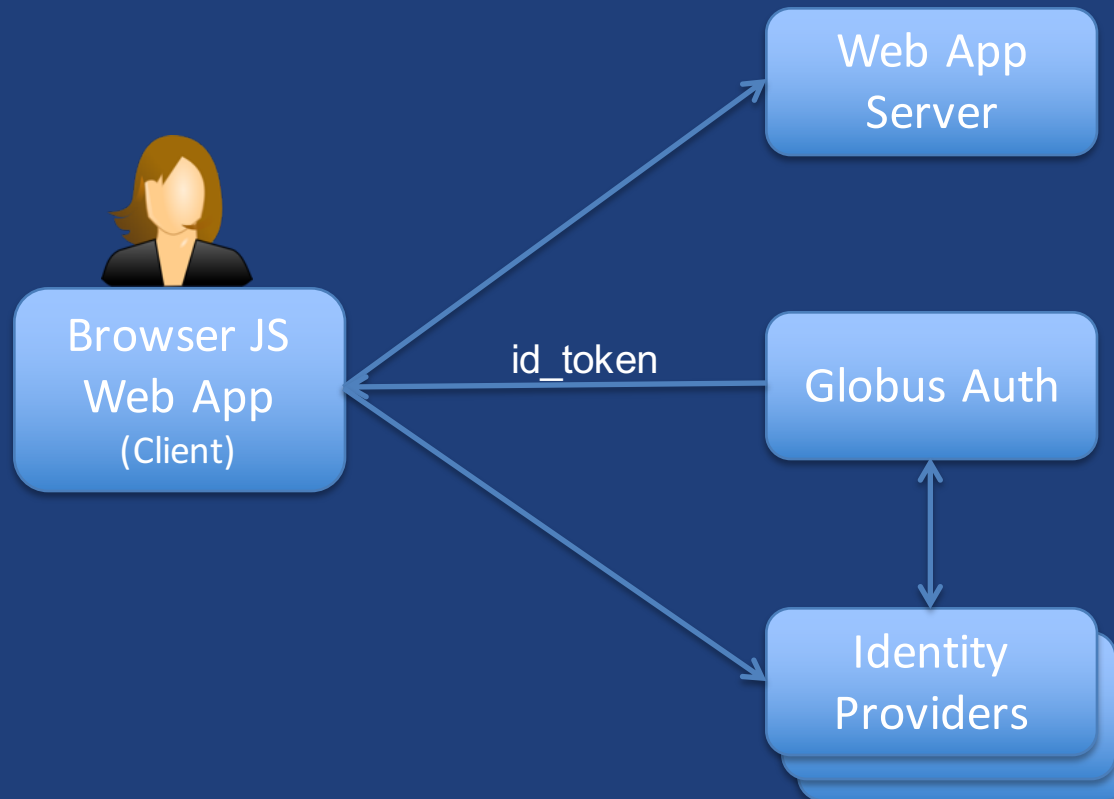 Web App
Server
Browser JS
Web App
(Client)
id_token
Globus Auth
Identity
Providers